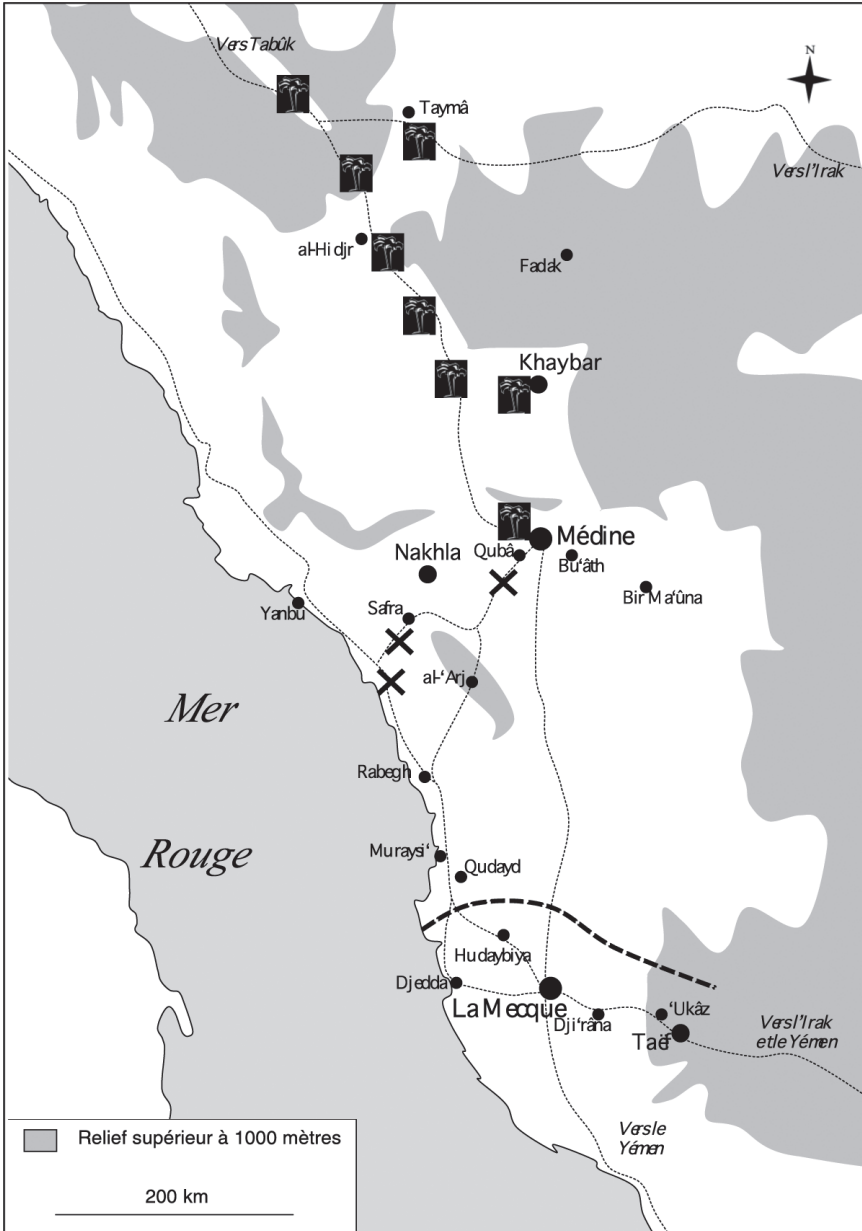 Vers Tabûk
N
Taymâ
Vers l'Irak
al-Hidjr
Fadak
Khaybar
Médine
Qubâ
Bu‘âth
Nakhla
Bir Ma‘ûna
Yanbu
Safra
al-‘Arj
Mer
Rabegh
Rouge
Muraysi‘
Qudayd
Hudaybiya
Djedda
La Mecque
Dji‘râna
‘Ukâz
Taëf
Vers l'Irak
et le Yémen
Vers le
Yémen
Relief supérieur à 1000 mètres
200 km